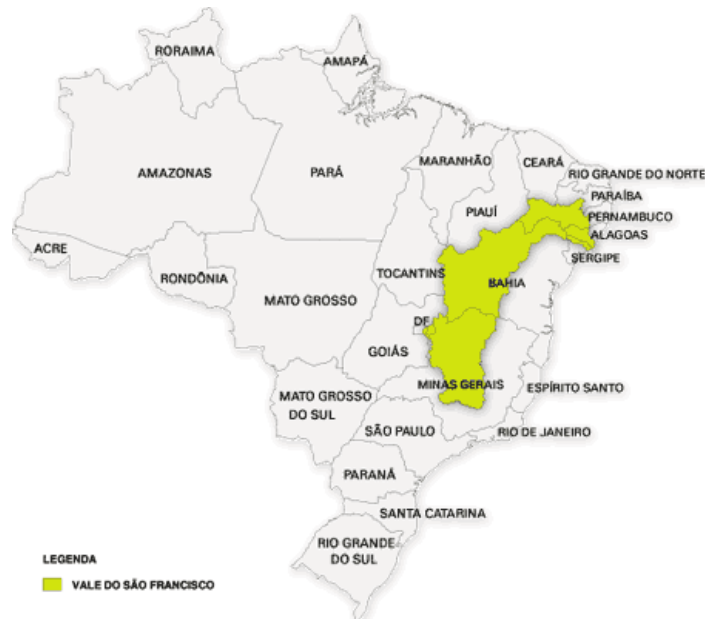 RORAIMA
AMAPÁ
AMAZONAS
PARÁ
MARANHÃO
CEARÁ
RIO GRANDE DO NORTE
PARAÍBA
PIAUÍ
PERNAMBUCO
ALAGOAS
SERGIPE
ACRE
RONDÔNIA
TOCANTINS
BAHIA
MATO GROSSO
DF
GOIÁS
MINAS GERAIS
ESPÍRITO SANTO
MATO GROSSO
DO SUL
SÃO PAULO
RIO DE JANEIRO
PARANÁ
SANTA CATARINA
RIO GRANDE
DO SUL
LEGENDA
VALE DO SÃO FRANCISCO